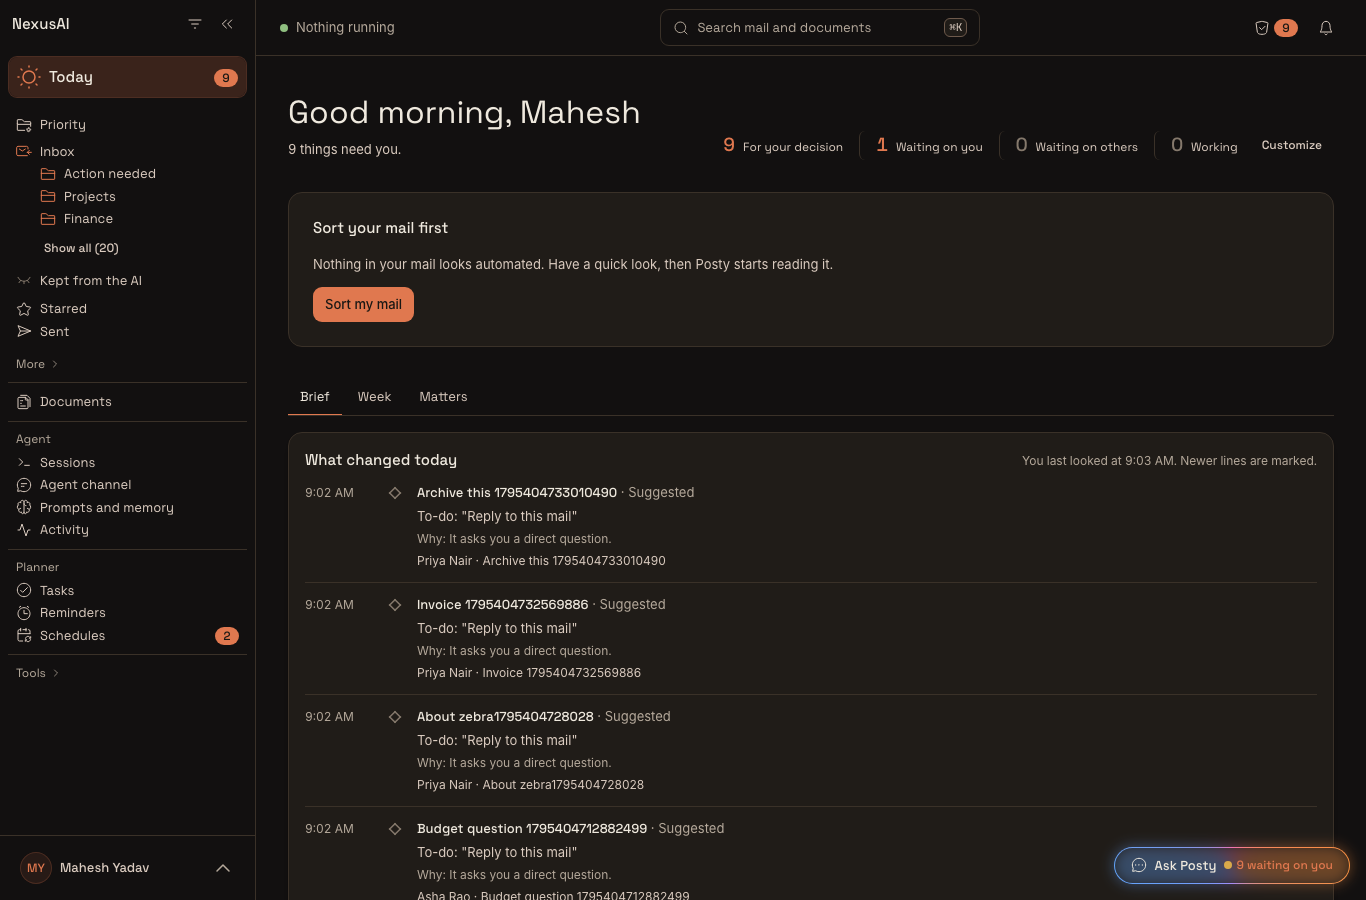 NexusAI
Nothing running
Search mail and documents
⌘K
9
Today
9
Priority
Inbox
Action needed
Projects
Finance
Show all (20)
Kept from the AI
Starred
Sent
More
Documents
Agent
Sessions
Agent channel
Prompts and memory
Activity
Planner
Tasks
Reminders
Schedules
2
Tools
MY
Mahesh Yadav
Good morning, Mahesh
9 things need you.
9 For your decision
1 Waiting on you
0 Waiting on others
0 Working
Customize
Sort your mail first
Nothing in your mail looks automated. Have a quick look, then Posty starts reading it.
Sort my mail
Brief
Week
Matters
What changed today
You last looked at 9:03 AM. Newer lines are marked.
9:02 AM
Archive this 1795404733010490 · Suggested
To-do: "Reply to this mail"
Why: It asks you a direct question.
Priya Nair · Archive this 1795404733010490
9:02 AM
Invoice 1795404732569886 · Suggested
To-do: "Reply to this mail"
Why: It asks you a direct question.
Priya Nair · Invoice 1795404732569886
9:02 AM
About zebra1795404728028 · Suggested
To-do: "Reply to this mail"
Why: It asks you a direct question.
Priya Nair · About zebra1795404728028
9:02 AM
Budget question 1795404712882499 · Suggested
To-do: "Reply to this mail"
Why: It asks you a direct question.
Asha Rao · Budget question 1795404712882499
Ask Posty
9 waiting on you